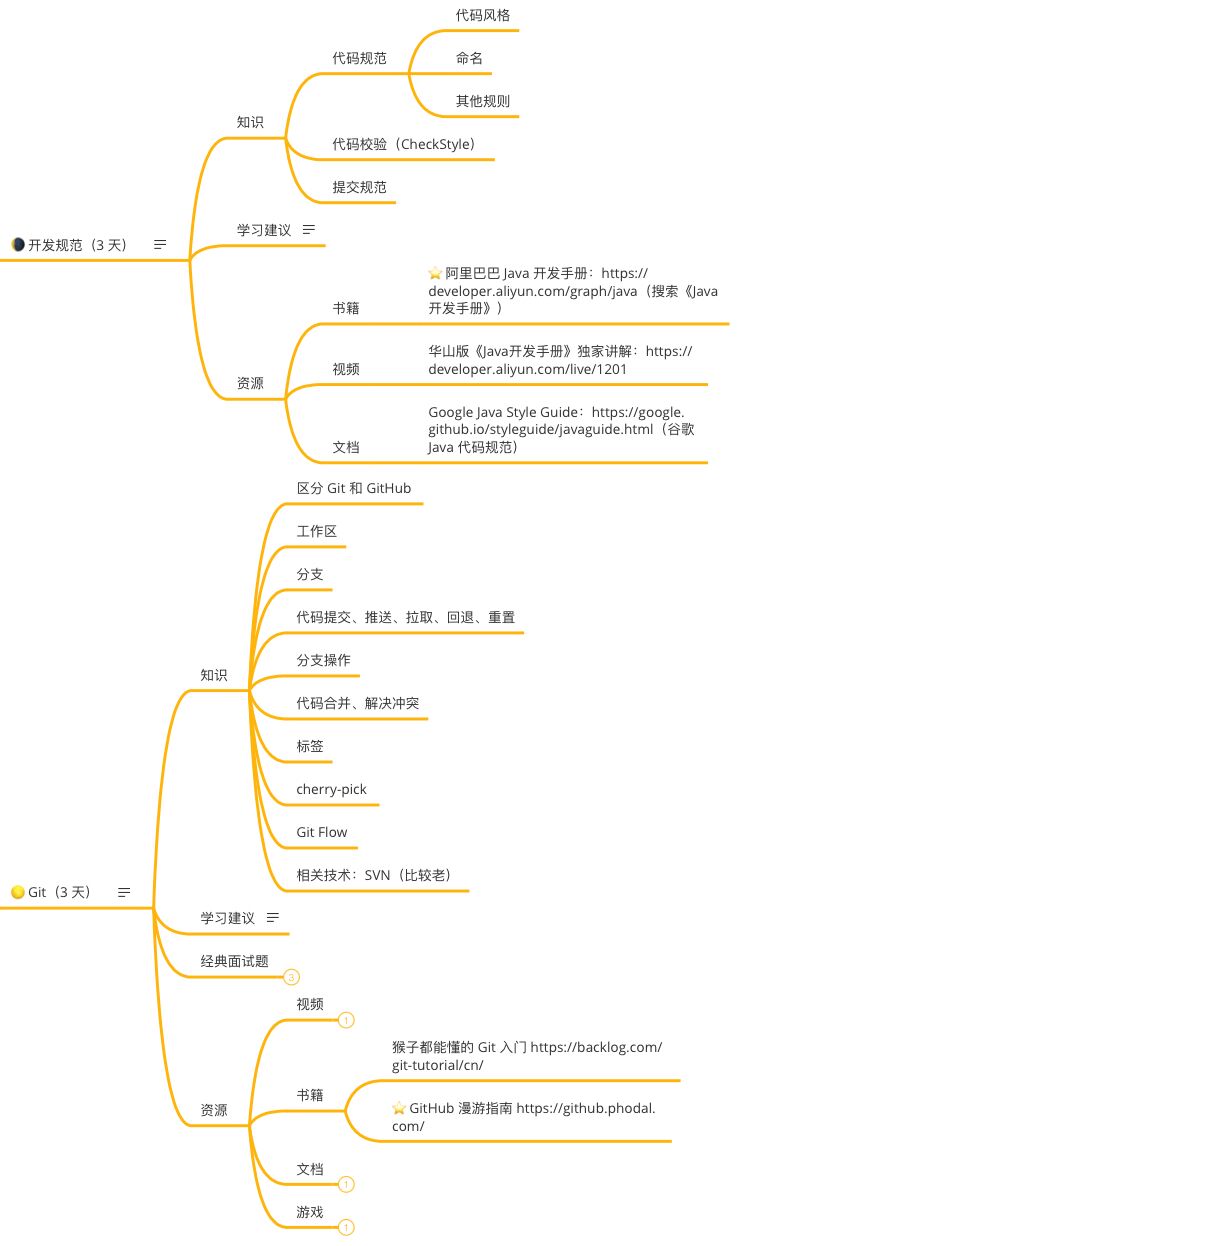 代码风格
代码规范
命名
其他规则
知识
代码校验（CheckStyle）
提交规范
学习建议
开发规范（3 天）
⭐ 阿里巴巴 Java 开发手册：https://
developer.aliyun.com/graph/java（搜索《Java
开发手册》）
书籍
华山版《Java开发手册》独家讲解：https://
developer.aliyun.com/live/1201
视频
资源
Google Java Style Guide：https://google.
github.io/styleguide/javaguide.html（谷歌
Java 代码规范）
文档
区分 Git 和 GitHub
工作区
分支
代码提交、推送、拉取、回退、重置
分支操作
知识
代码合并、解决冲突
标签
cherry-pick
Git Flow
相关技术：SVN（比较老）
Git（3 天）
学习建议
经典面试题
3
视频
1
猴子都能懂的 Git 入门 https://backlog.com/
git-tutorial/cn/
书籍
⭐ GitHub 漫游指南 https://github.phodal.
com/
资源
文档
1
游戏
1